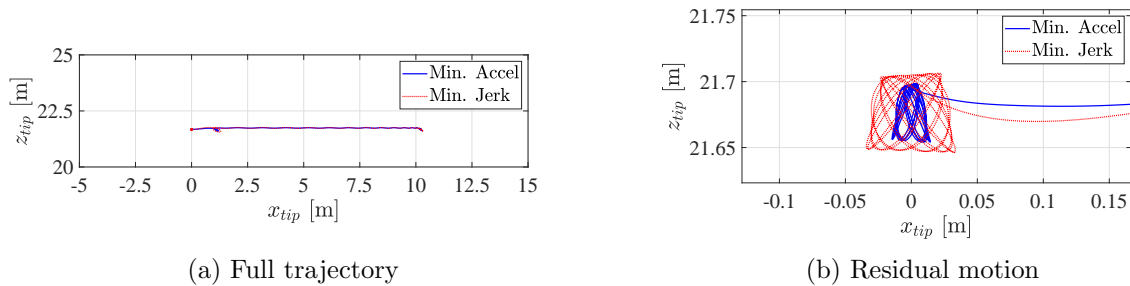 25
22.5
20
z_tip [m]
Min. Accel
Min. Jerk
-5 -2.5 0 2.5 5 7.5 10 12.5 15
x_tip [m]
(a) Full trajectory
21.75
21.7
21.65
z_tip [m]
Min. Accel
Min. Jerk
-0.1 -0.05 0 0.05 0.1 0.15
x_tip [m]
(b) Residual motion